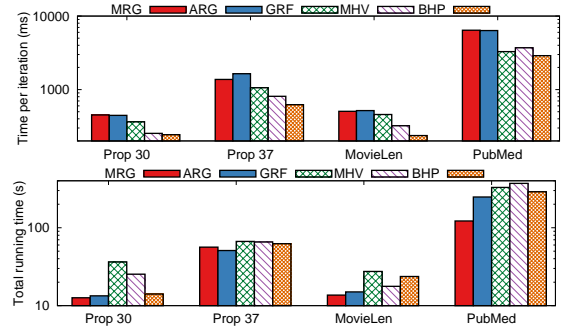 MRG ARG GRF MHV BHP
Time per iteration (ms)
10000
1000
Prop 30 Prop 37 MovieLen PubMed
MRG ARG GRF MHV BHP
Total running time (s)
100
10
Prop 30 Prop 37 MovieLen PubMed